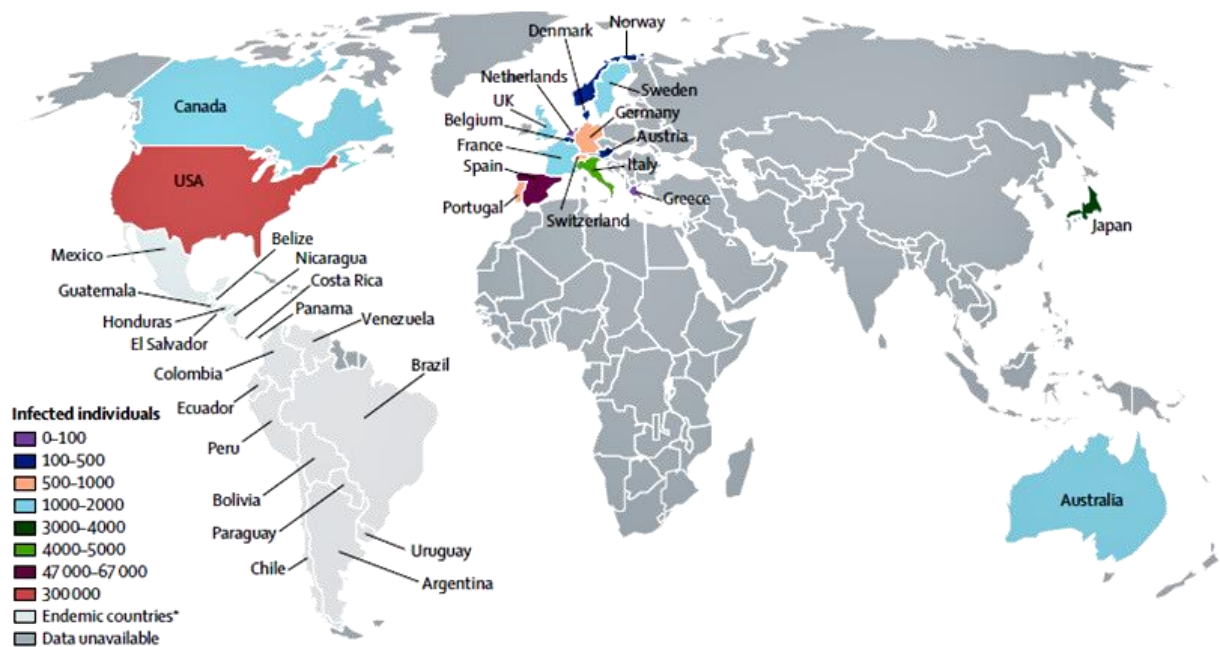 Norway
Denmark
Netherlands
Sweden
UK
Germany
Belgium
Austria
France
Italy
Spain
Greece
Portugal
Switzerland
Canada
USA
Japan
Mexico
Belize
Nicaragua
Guatemala
Costa Rica
Honduras
Panama
El Salvador
Venezuela
Colombia
Brazil
Ecuador
Peru
Bolivia
Paraguay
Uruguay
Chile
Argentina
Australia
Infected individuals
0–100
100–500
500–1000
1000–2000
3000–4000
4000–5000
47 000–67 000
300 000
Endemic countries*
Data unavailable